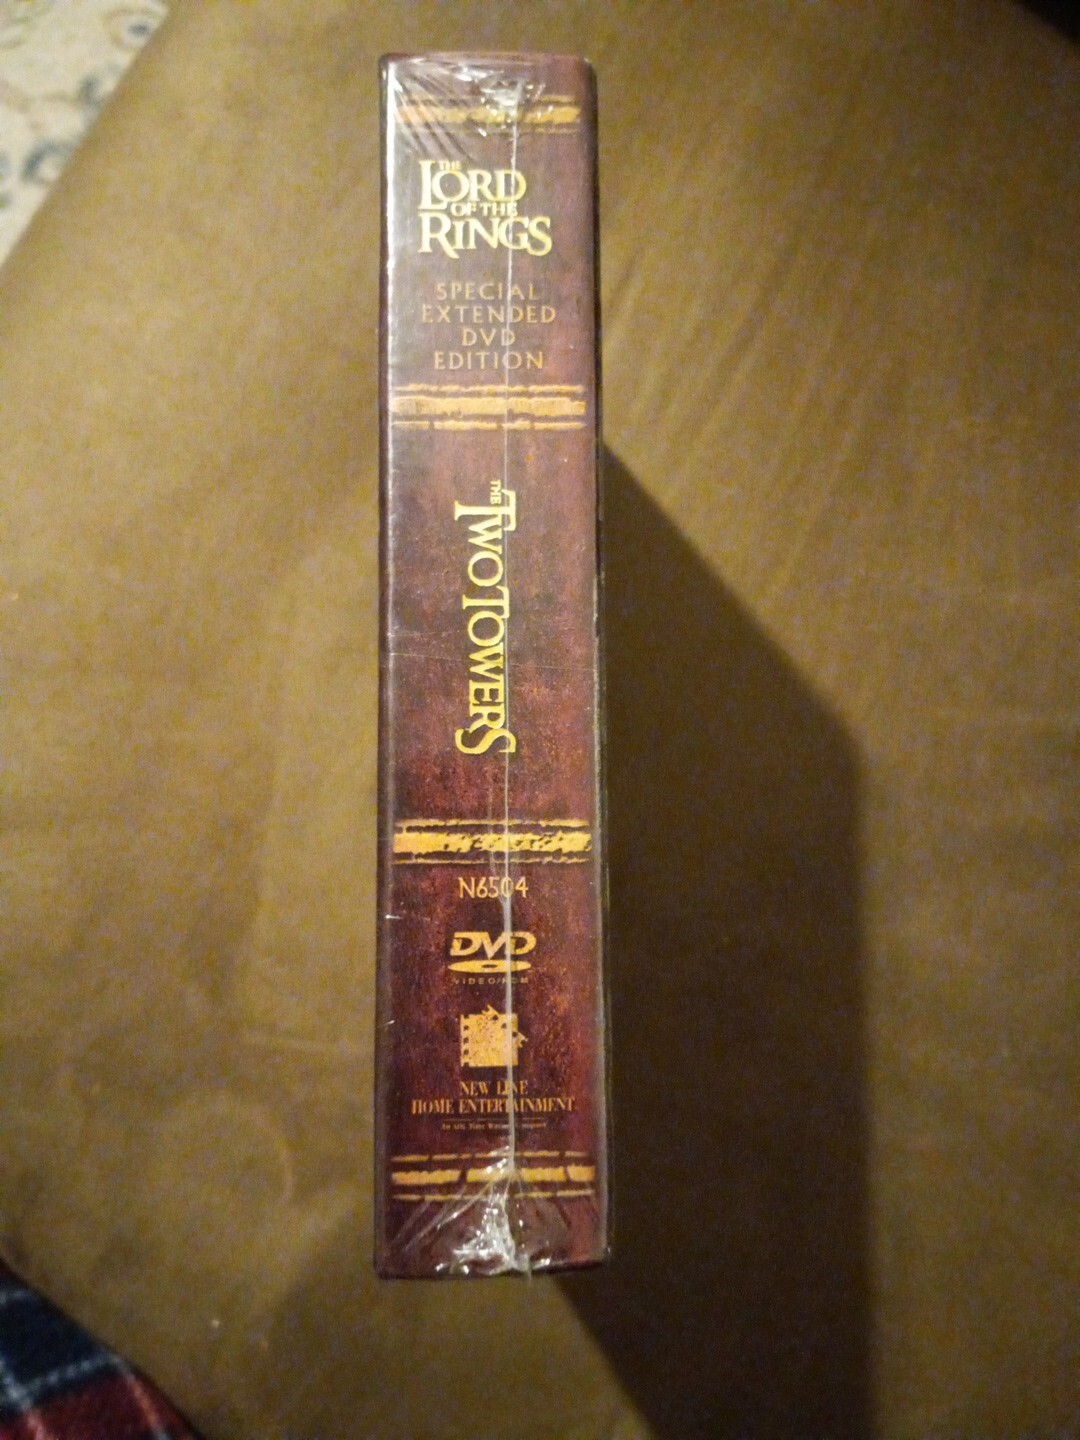 THE
LORD
OF THE
RINGS
SPECIAL
EXTENDED
DVD
EDITION
THE
TWO TOWERS
N6504
DVD
VIDEO/ROM
NEW LINE
HOME ENTERTAINMENT